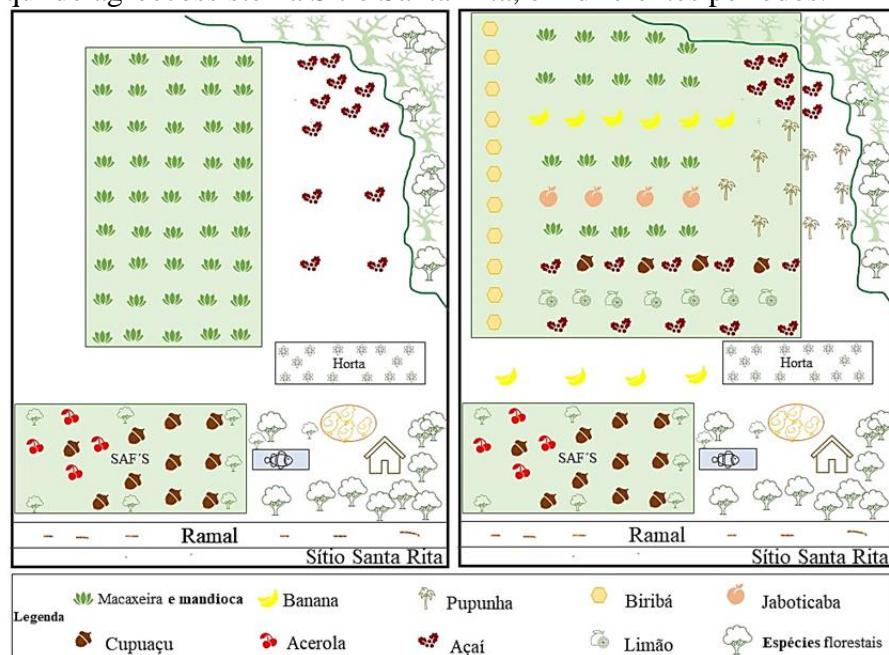 Horta
SAF´S
Ramal
Sítio Santa Rita
Horta
SAF´S
Ramal
Sítio Santa Rita
Legenda
Macaxeira e mandioca
Banana
Pupunha
Biribá
Jaboticaba
Cupuaçu
Acerola
Açaí
Limão
Espécies florestais